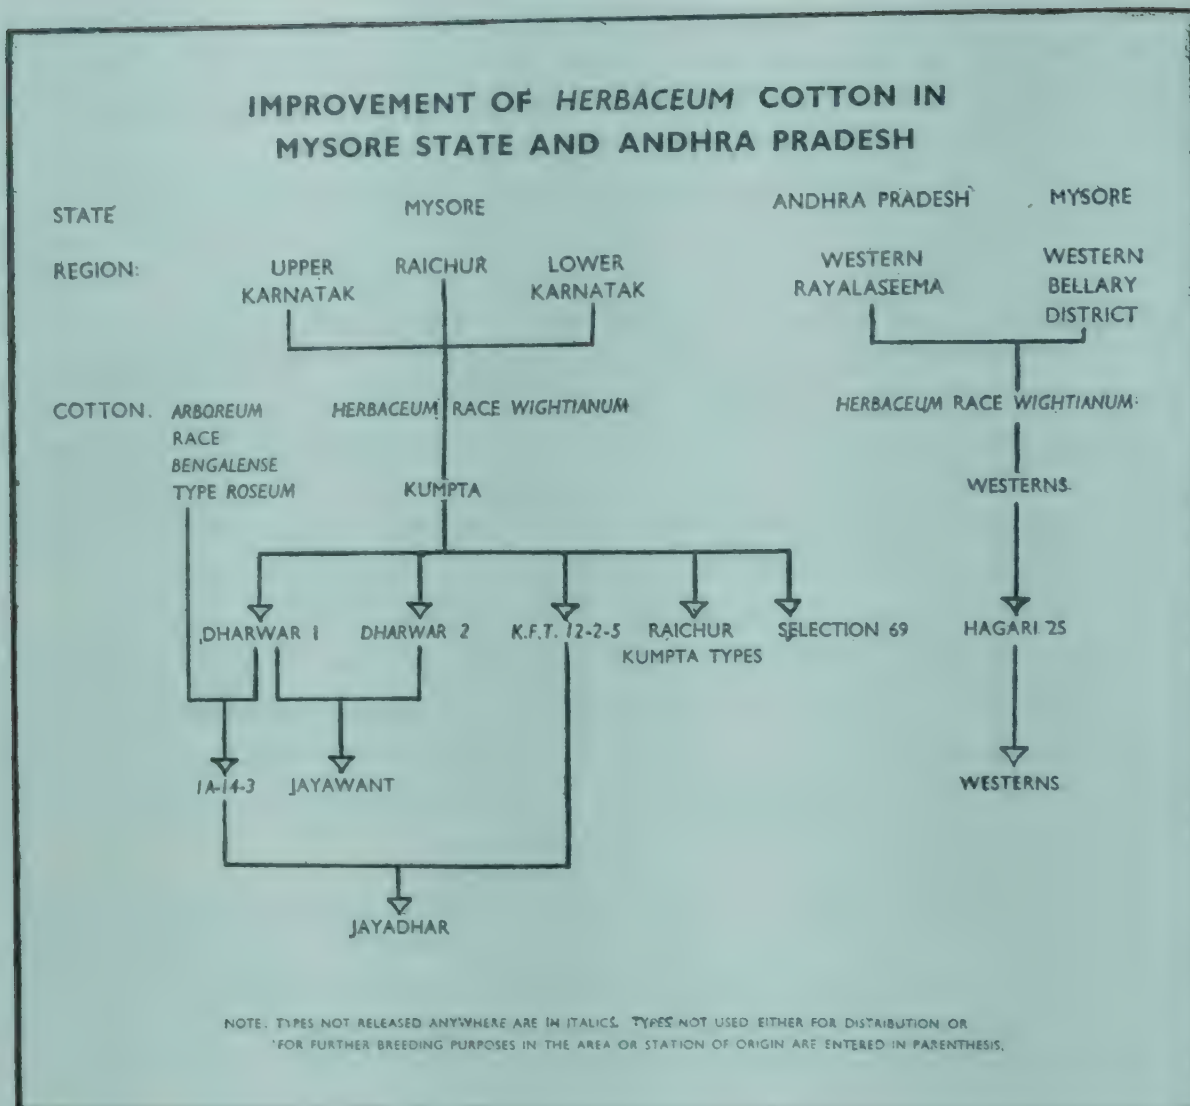 IMPROVEMENT OF HERBACEUM COTTON IN
MYSORE STATE AND ANDHRA PRADESH
STATE MYSORE ANDHRA PRADESH MYSORE
REGION: UPPER KARNATAK RAICHUR LOWER KARNATAK WESTERN RAYALASEEMA WESTERN BELLARY DISTRICT
COTTON. ARBOREUM RACE BENGALENSE TYPE ROSEUM HERBACEUM RACE WIGHTIANUM HERBACEUM RACE WIGHTIANUM
KUMPTA WESTERNS
DHARWAR 1 DHARWAR 2 K.F.T. 12-2-5 RAICHUR KUMPTA TYPES SELECTION 69 HAGARI 25
1A-14-3 JAYAWANT WESTERNS
JAYADHAR
NOTE. TYPES NOT RELEASED ANYWHERE ARE IN ITALICS. TYPES NOT USED EITHER FOR DISTRIBUTION OR
FOR FURTHER BREEDING PURPOSES IN THE AREA OR STATION OF ORIGIN ARE ENTERED IN PARENTHESIS.